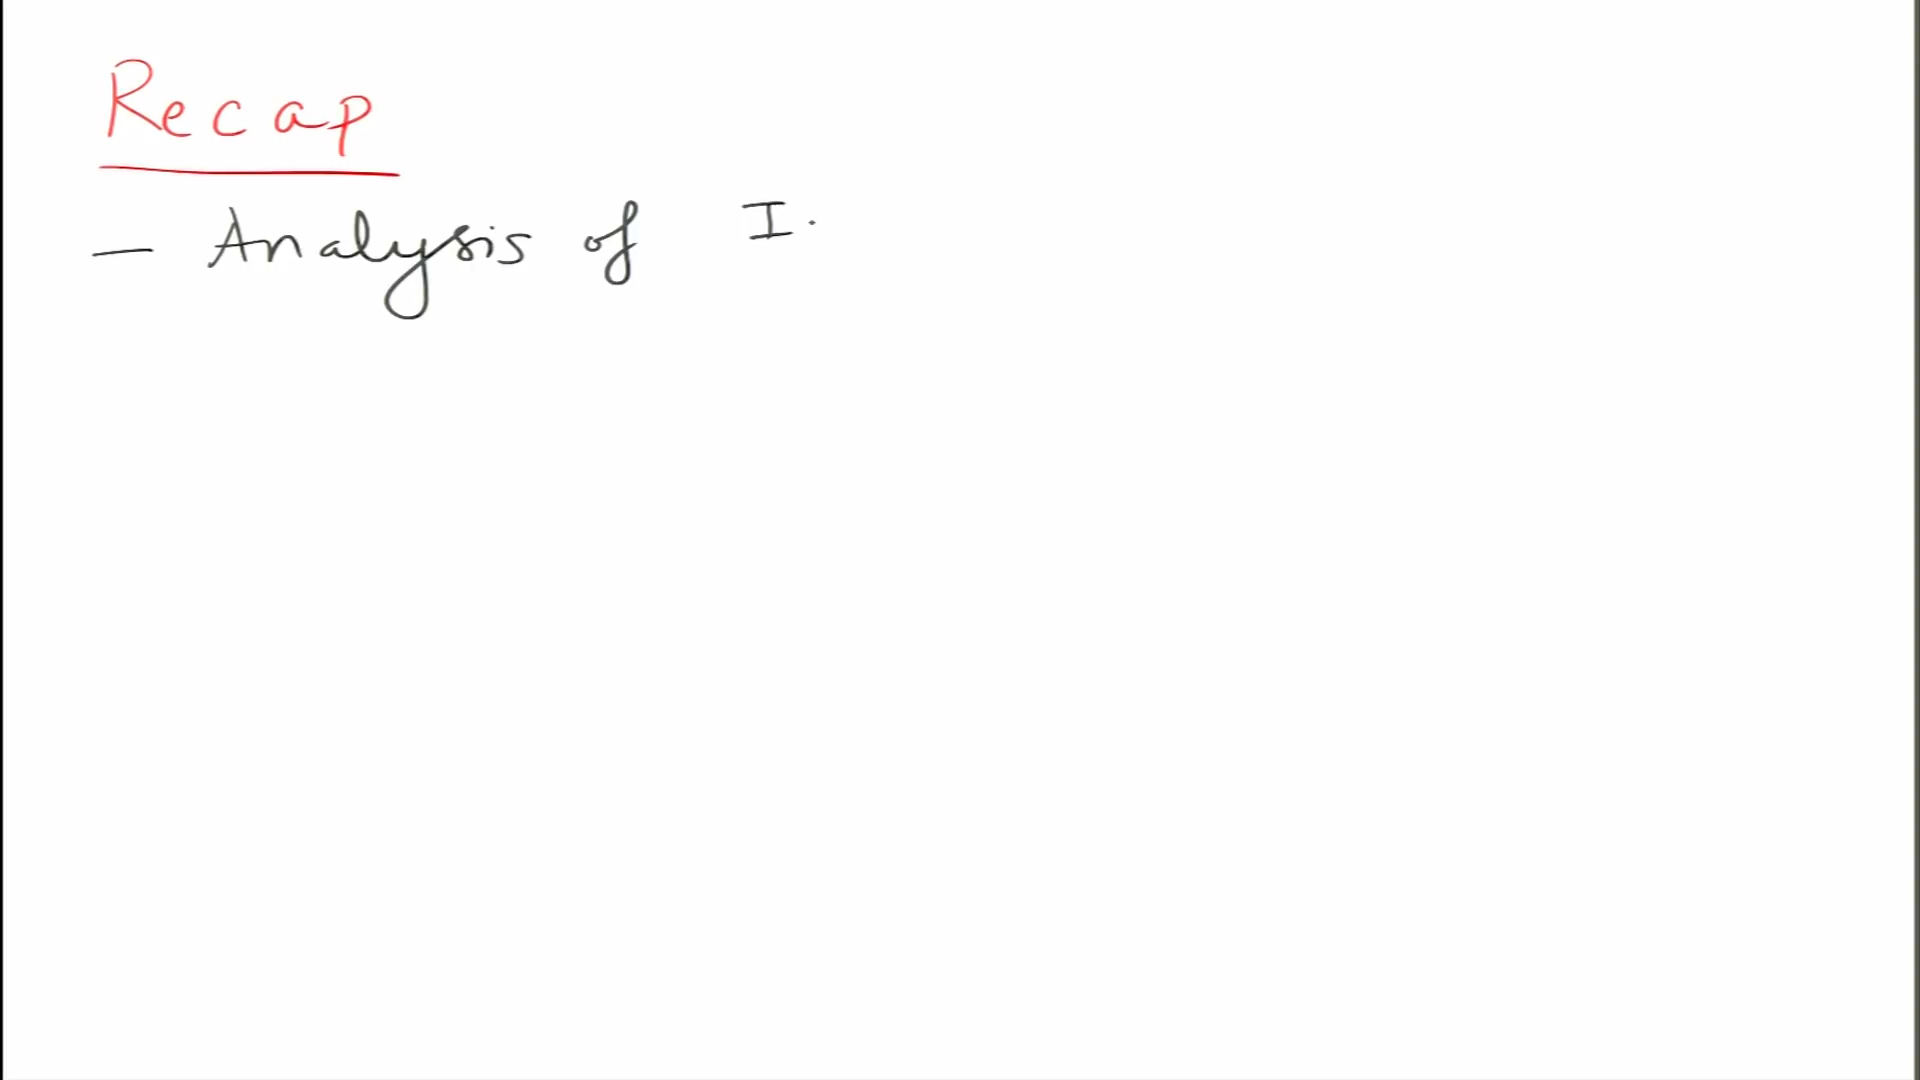 Recap
– Analysis of I.